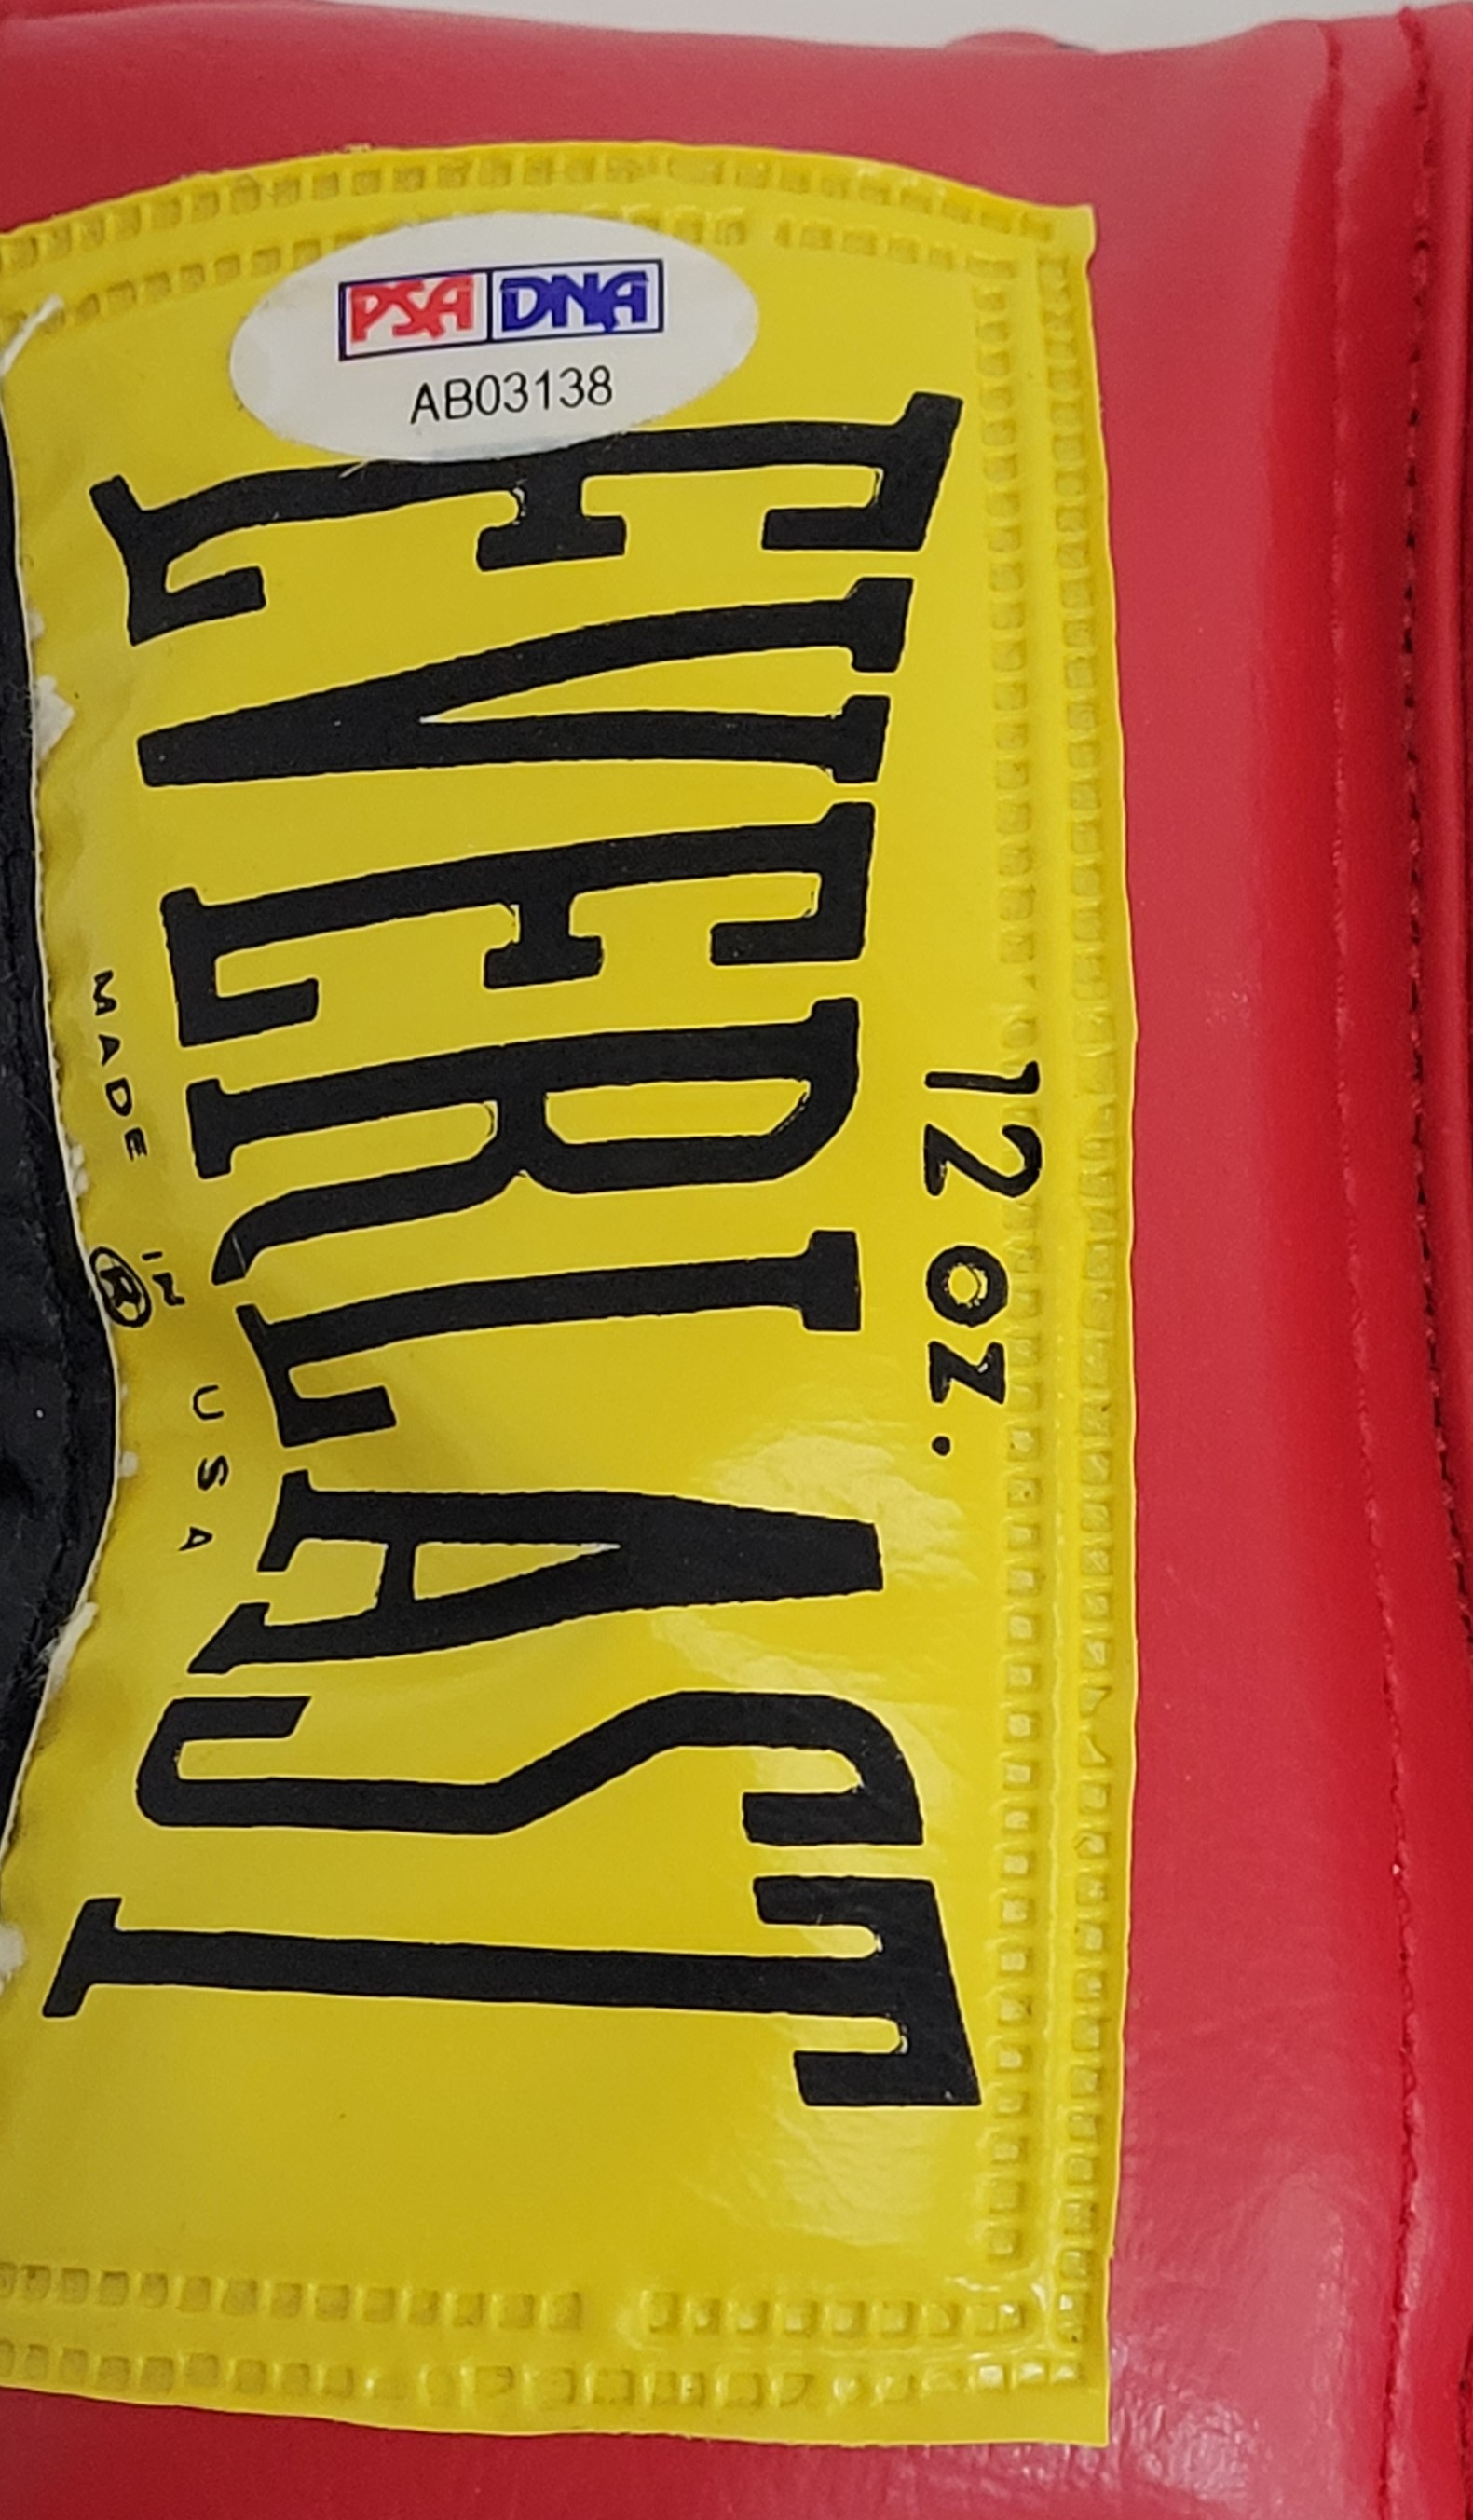 PSA DNA
AB03138
12 oz.
EVERLAST
®
MADE IN USA